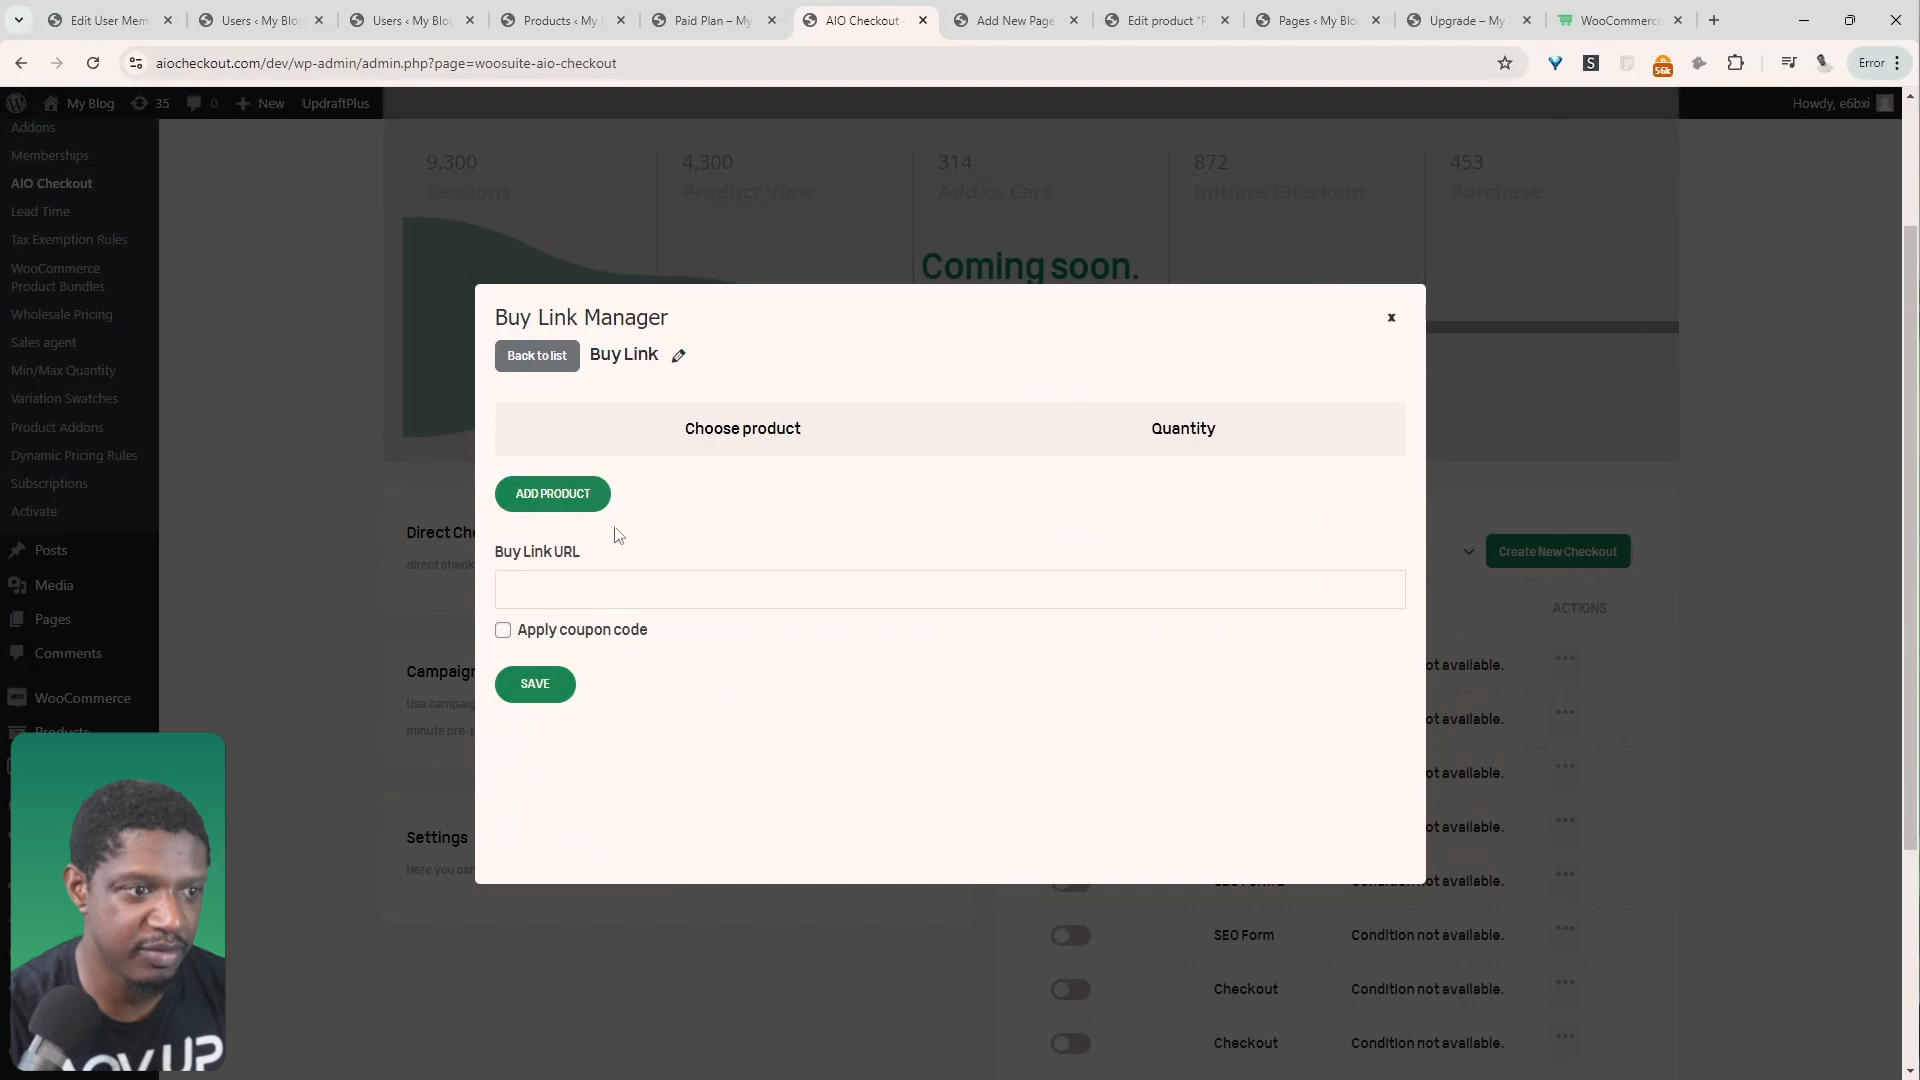 Edit User Mem
Users ‹ My Blo
Users ‹ My Blo
Products ‹ My
Paid Plan – My
AIO Checkout
Add New Page
Edit product "P
Pages ‹ My Blo
Upgrade – My
WooCommerce
aiocheckout.com/dev/wp-admin/admin.php?page=woosuite-aio-checkout
S
56k
Error
My Blog
35
0
New
UpdraftPlus
Howdy, e6bxi
Addons
Memberships
AIO Checkout
Lead Time
Tax Exemption Rules
WooCommerce
Product Bundles
Wholesale Pricing
Sales agent
Min/Max Quantity
Variation Swatches
Product Addons
Dynamic Pricing Rules
Subscriptions
Activate
Posts
Media
Pages
Comments
WooCommerce
Products
9,300
Sessions
4,300
Product View
314
Add to Cart
872
Initiate Checkout
453
Purchase
Coming soon.
Buy Link Manager
x
Back to list
Buy Link
Choose product
Quantity
ADD PRODUCT
Buy Link URL
Apply coupon code
SAVE
Direct Che
direct check
Campaign
Use campaig
minute pre-p
Settings
Here you can
Create New Checkout
ACTIONS
ot available.
ot available.
ot available.
ot available.
ot available.
SEO Form
Condition not available.
Checkout
Condition not available.
Checkout
Condition not available.